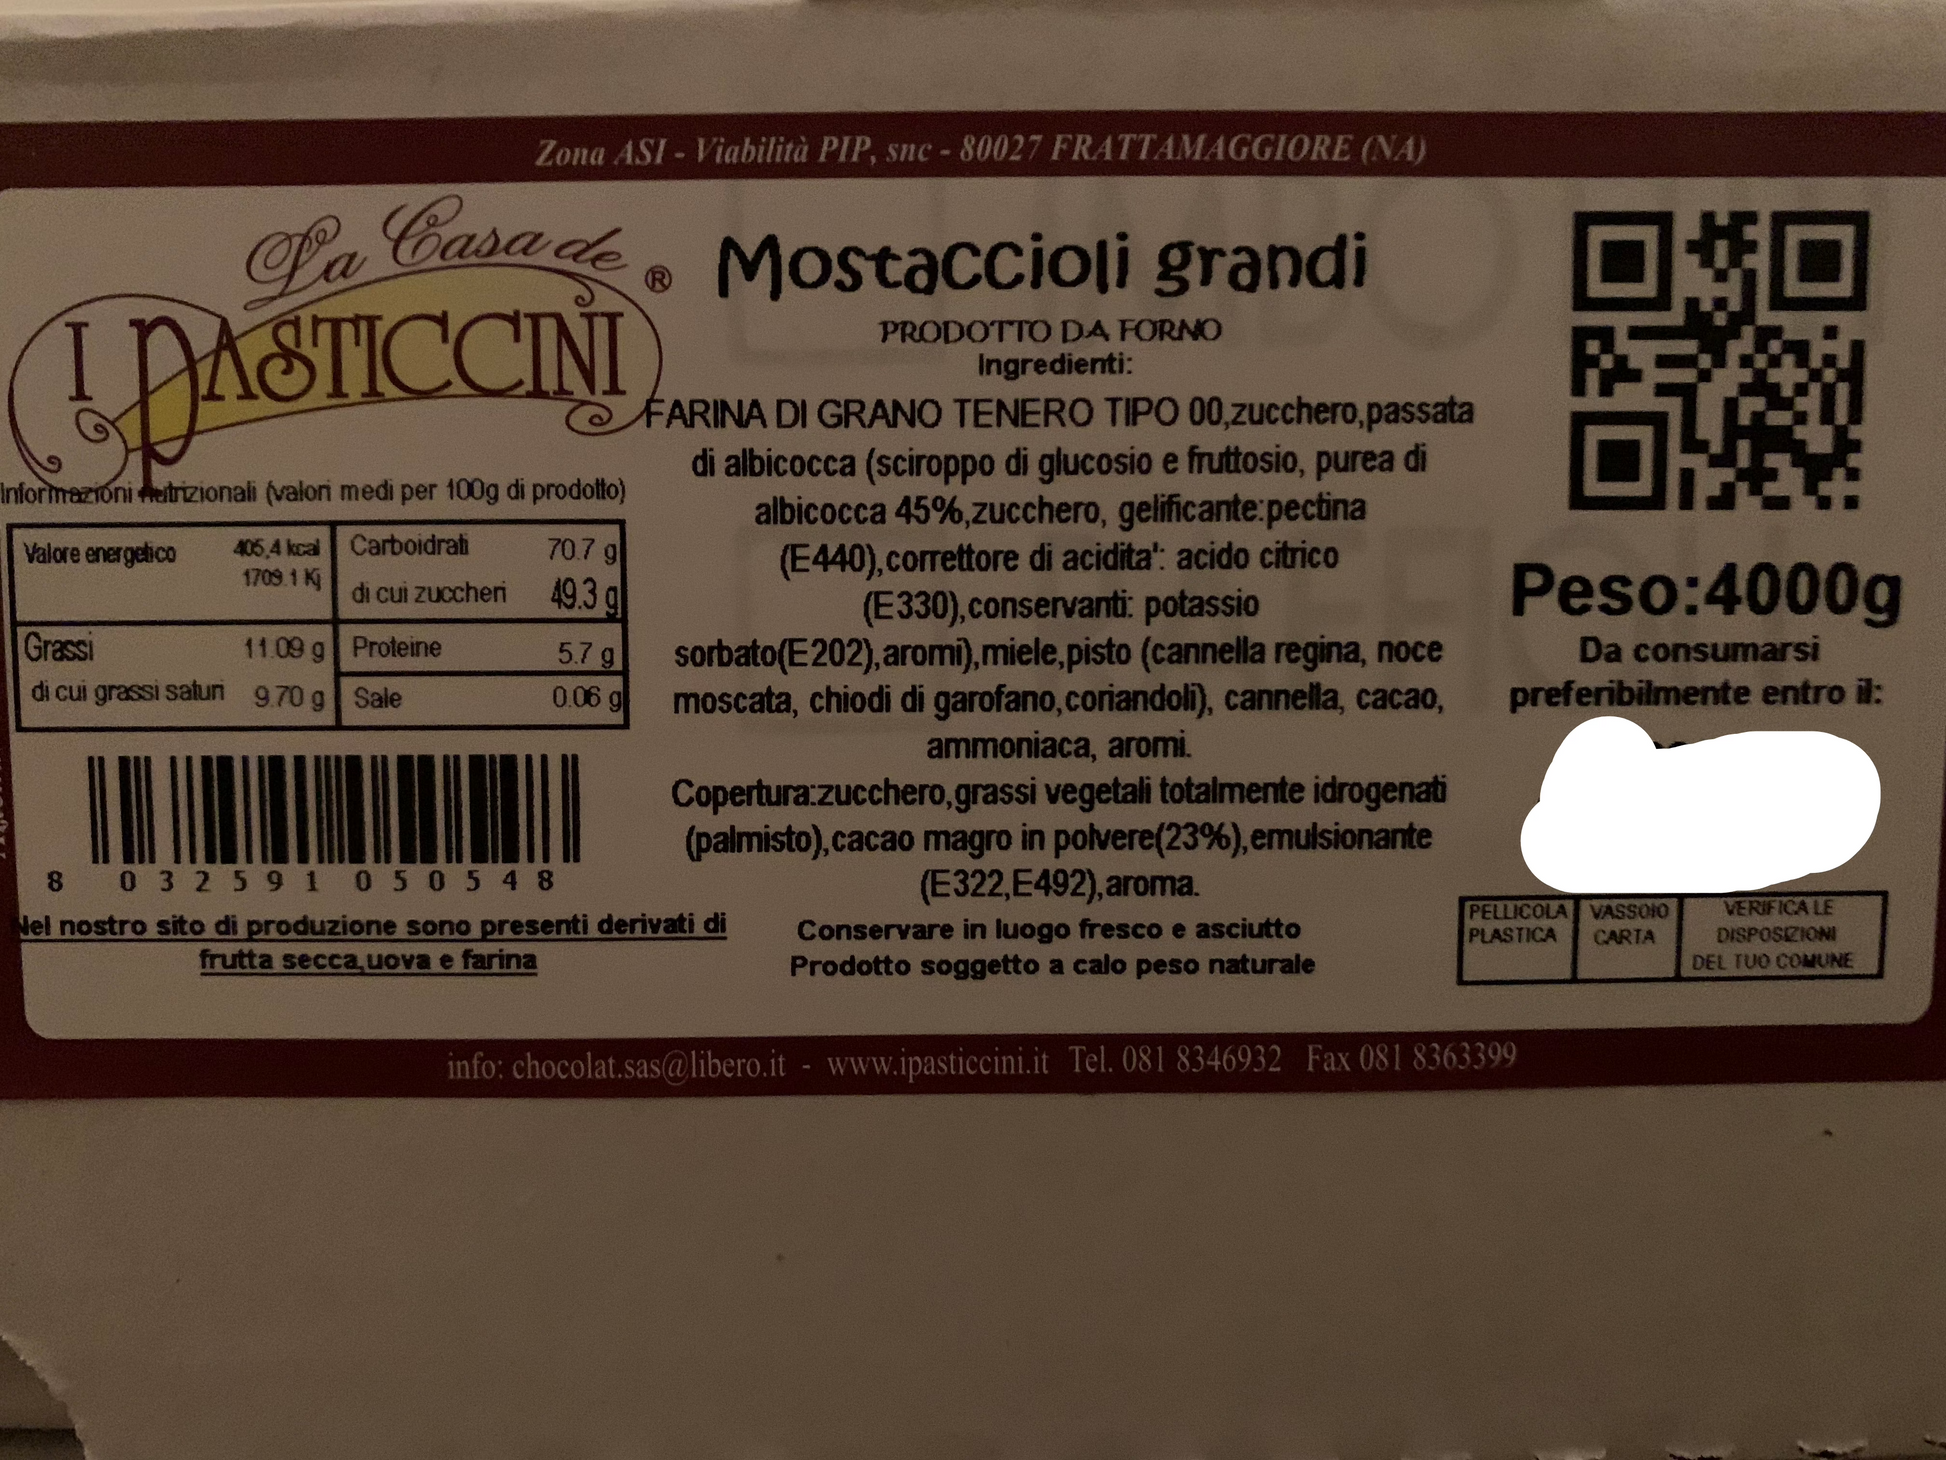 Zona ASI - Viabilità PIP, snc - 80027 FRATTAMAGGIORE (NA)
La Casa de
I PASTICCINI ®
Informazioni nutrizionali (valori medi per 100g di prodotto)
Valore energetico 405,4 kcal
1709.1 Kj
Carboidrati 70.7 g
di cui zuccheri 49.3 g
Grassi 11.09 g
di cui grassi saturi 9.70 g
Proteine 5.7 g
Sale 0.06 g
8 032591 050548
Nel nostro sito di produzione sono presenti derivati di
frutta secca,uova e farina
Mostaccioli grandi
PRODOTTO DA FORNO
Ingredienti:
FARINA DI GRANO TENERO TIPO 00,zucchero,passata
di albicocca (sciroppo di glucosio e fruttosio, purea di
albicocca 45%,zucchero, gelificante:pectina
(E440),correttore di acidita': acido citrico
(E330),conservanti: potassio
sorbato(E202),aromi),miele,pisto (cannella regina, noce
moscata, chiodi di garofano,coriandoli), cannella, cacao,
ammoniaca, aromi.
Copertura:zucchero,grassi vegetali totalmente idrogenati
(palmisto),cacao magro in polvere(23%),emulsionante
(E322,E492),aroma.
Conservare in luogo fresco e asciutto
Prodotto soggetto a calo peso naturale
Peso:4000g
Da consumarsi
preferibilmente entro il:
PELLICOLA
PLASTICA
VASSOIO
CARTA
VERIFICA LE
DISPOSIZIONI
DEL TUO COMUNE
info: chocolat.sas@libero.it - www.ipasticcini.it Tel. 081 8346932 Fax 081 8363399